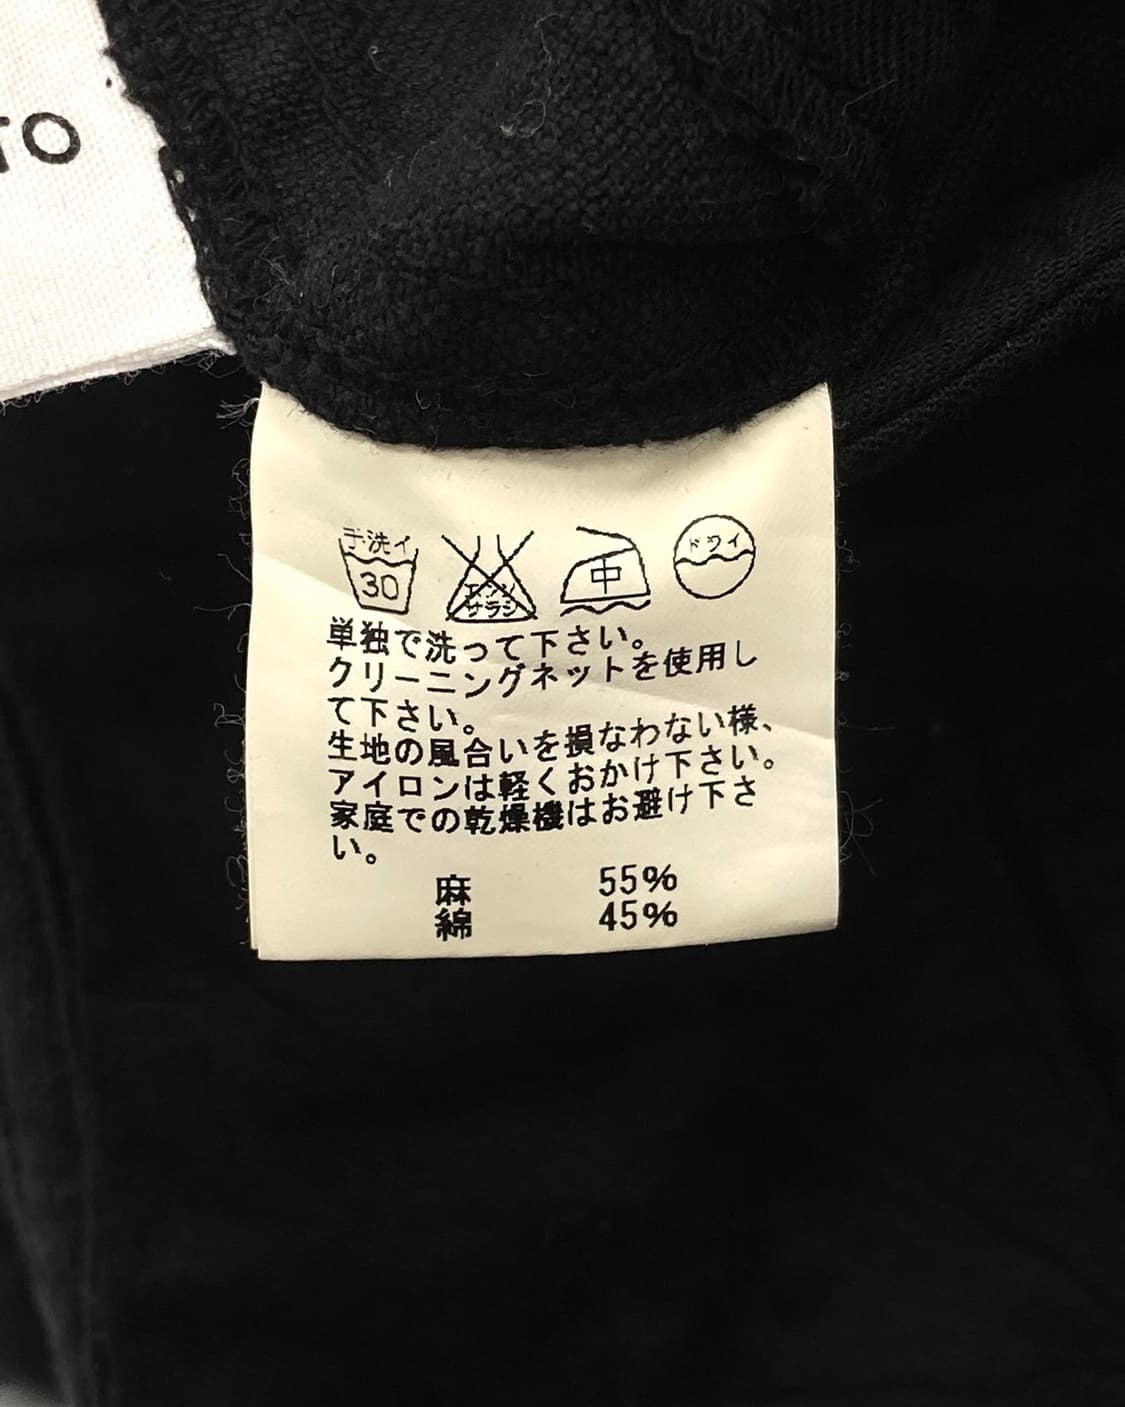 TO
手洗イ
30
エンソ
サラシ
中
ドライ
単独で洗って下さい。
クリーニングネットを使用し
て下さい。
生地の風合いを損なわない様、
アイロンは軽くおかけ下さい。
家庭での乾燥機はお避け下さ
い。
麻 55%
綿 45%